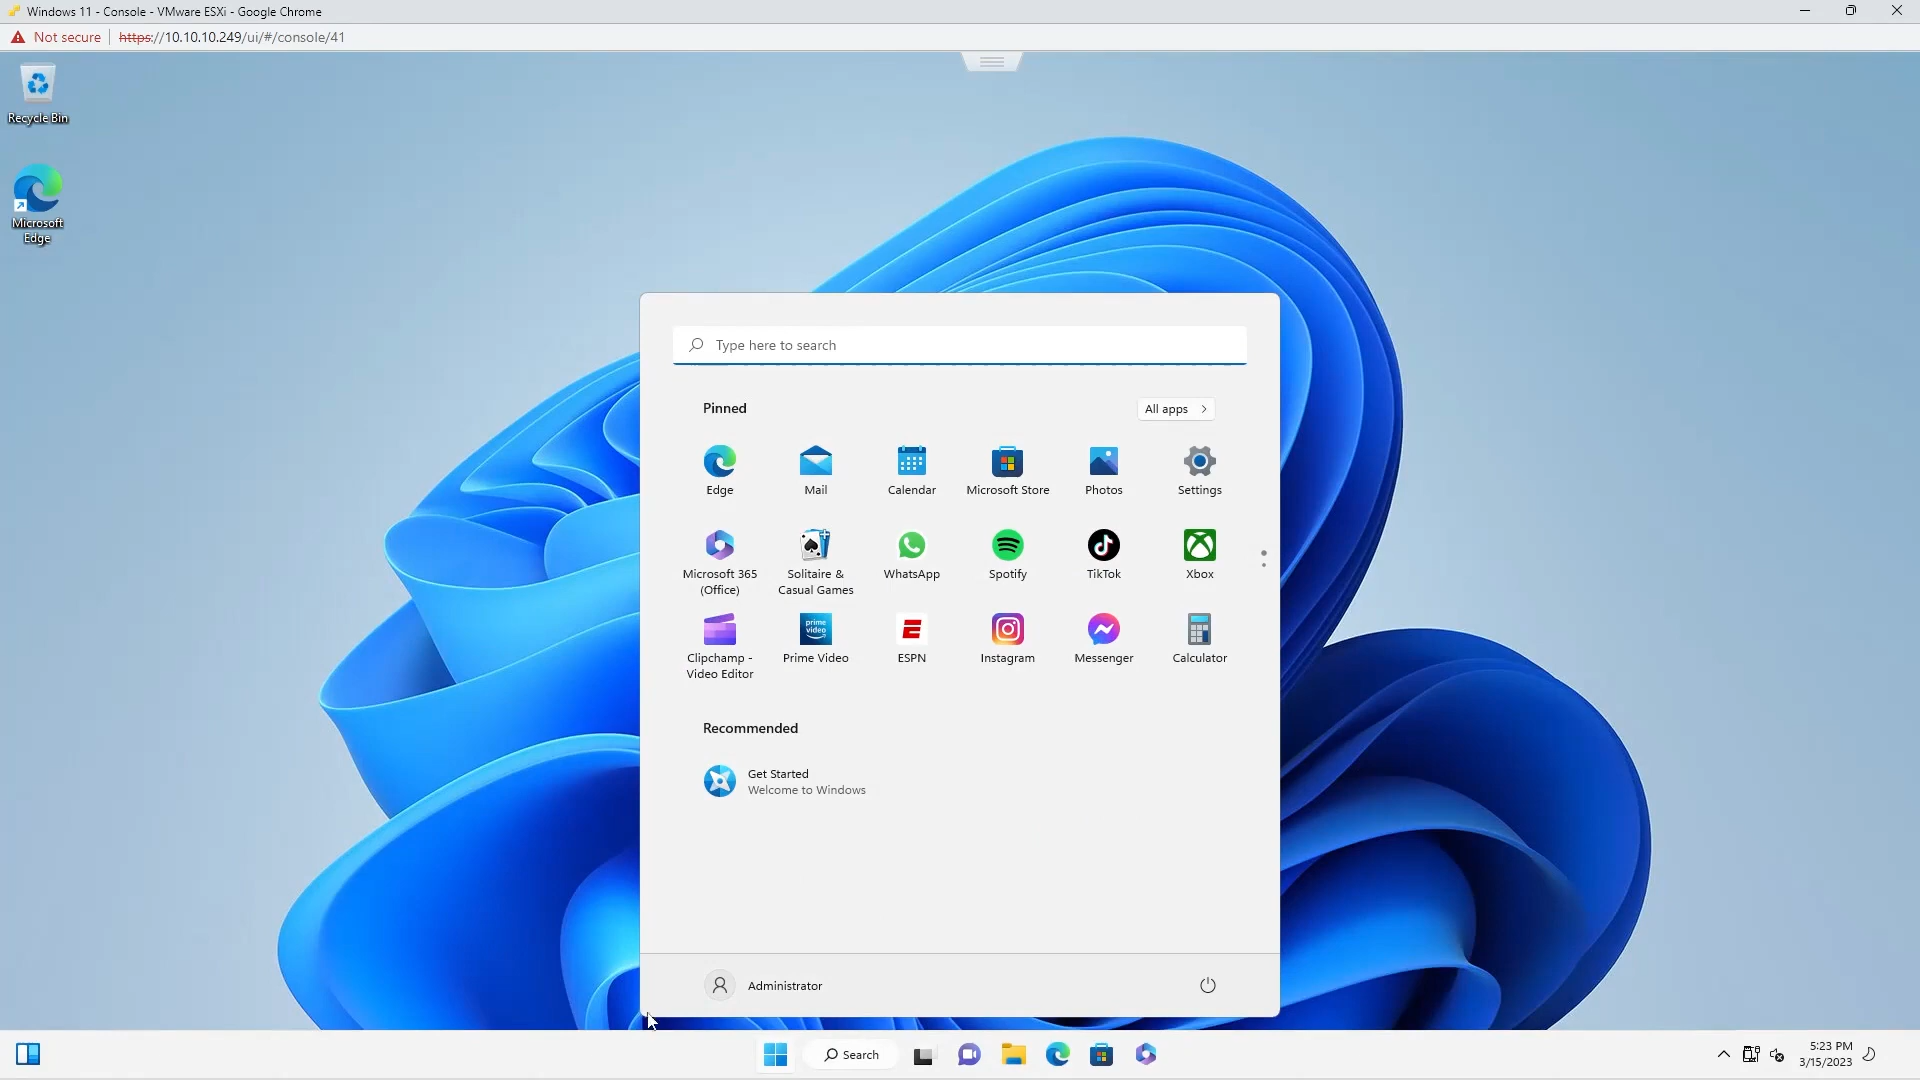 Windows 11 - Console - VMware ESXi - Google Chrome
Not secure https://10.10.10.249/ui/#/console/41
Recycle Bin
Microsoft
Edge
Type here to search
Pinned
All apps
Edge
Mail
Calendar
Microsoft Store
Photos
Settings
Microsoft 365
(Office)
Solitaire &
Casual Games
WhatsApp
Spotify
TikTok
Xbox
Clipchamp -
Video Editor
prime
video
Prime Video
ESPN
Instagram
Messenger
Calculator
Recommended
Get Started
Welcome to Windows
Administrator
Search
5:23 PM
3/15/2023